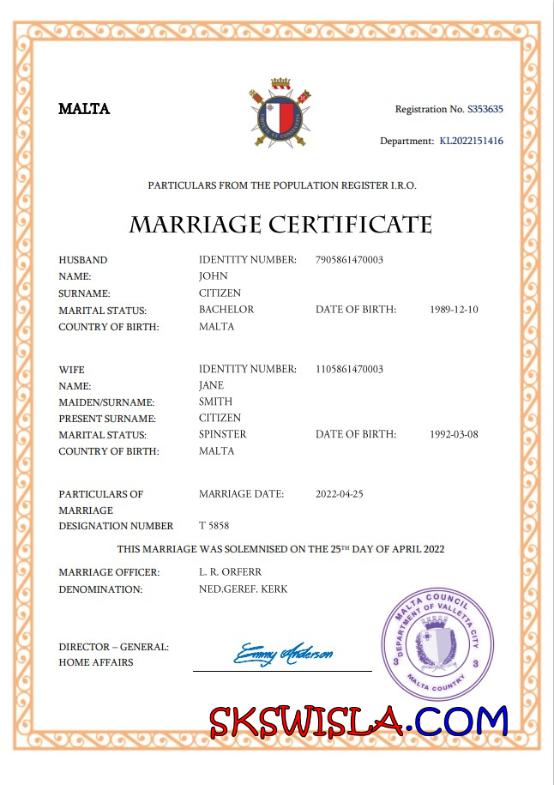 MALTA
Registration No. S353635
Department: KL2022151416
PARTICULARS FROM THE POPULATION REGISTER I.R.O.
MARRIAGE CERTIFICATE
HUSBAND IDENTITY NUMBER: 7905861470003
NAME: JOHN
SURNAME: CITIZEN
MARITAL STATUS: BACHELOR DATE OF BIRTH: 1989-12-10
COUNTRY OF BIRTH: MALTA
WIFE IDENTITY NUMBER: 1105861470003
NAME: JANE
MAIDEN/SURNAME: SMITH
PRESENT SURNAME: CITIZEN
MARITAL STATUS: SPINSTER DATE OF BIRTH: 1992-03-08
COUNTRY OF BIRTH: MALTA
PARTICULARS OF MARRIAGE DATE: 2022-04-25
MARRIAGE
DESIGNATION NUMBER T 5858
THIS MARRIAGE WAS SOLEMNISED ON THE 25TH DAY OF APRIL 2022
MARRIAGE OFFICER: L. R. ORFERR
DENOMINATION: NED.GEREF. KERK
DIRECTOR – GENERAL: Emmy Anderson
HOME AFFAIRS
MALTA COUNCIL
DEPARTMENT OF VALLETTA CITY
3 3
MALTA COUNTRY
SKSWISLA.COM